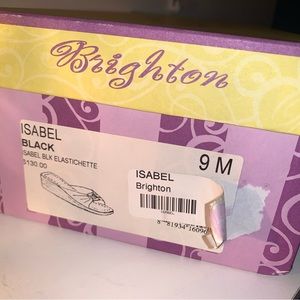 Brighton
ISABEL
BLACK
ISABEL BLK ELASTICHETTE
$130.00
9 M
ISABEL
Brighton